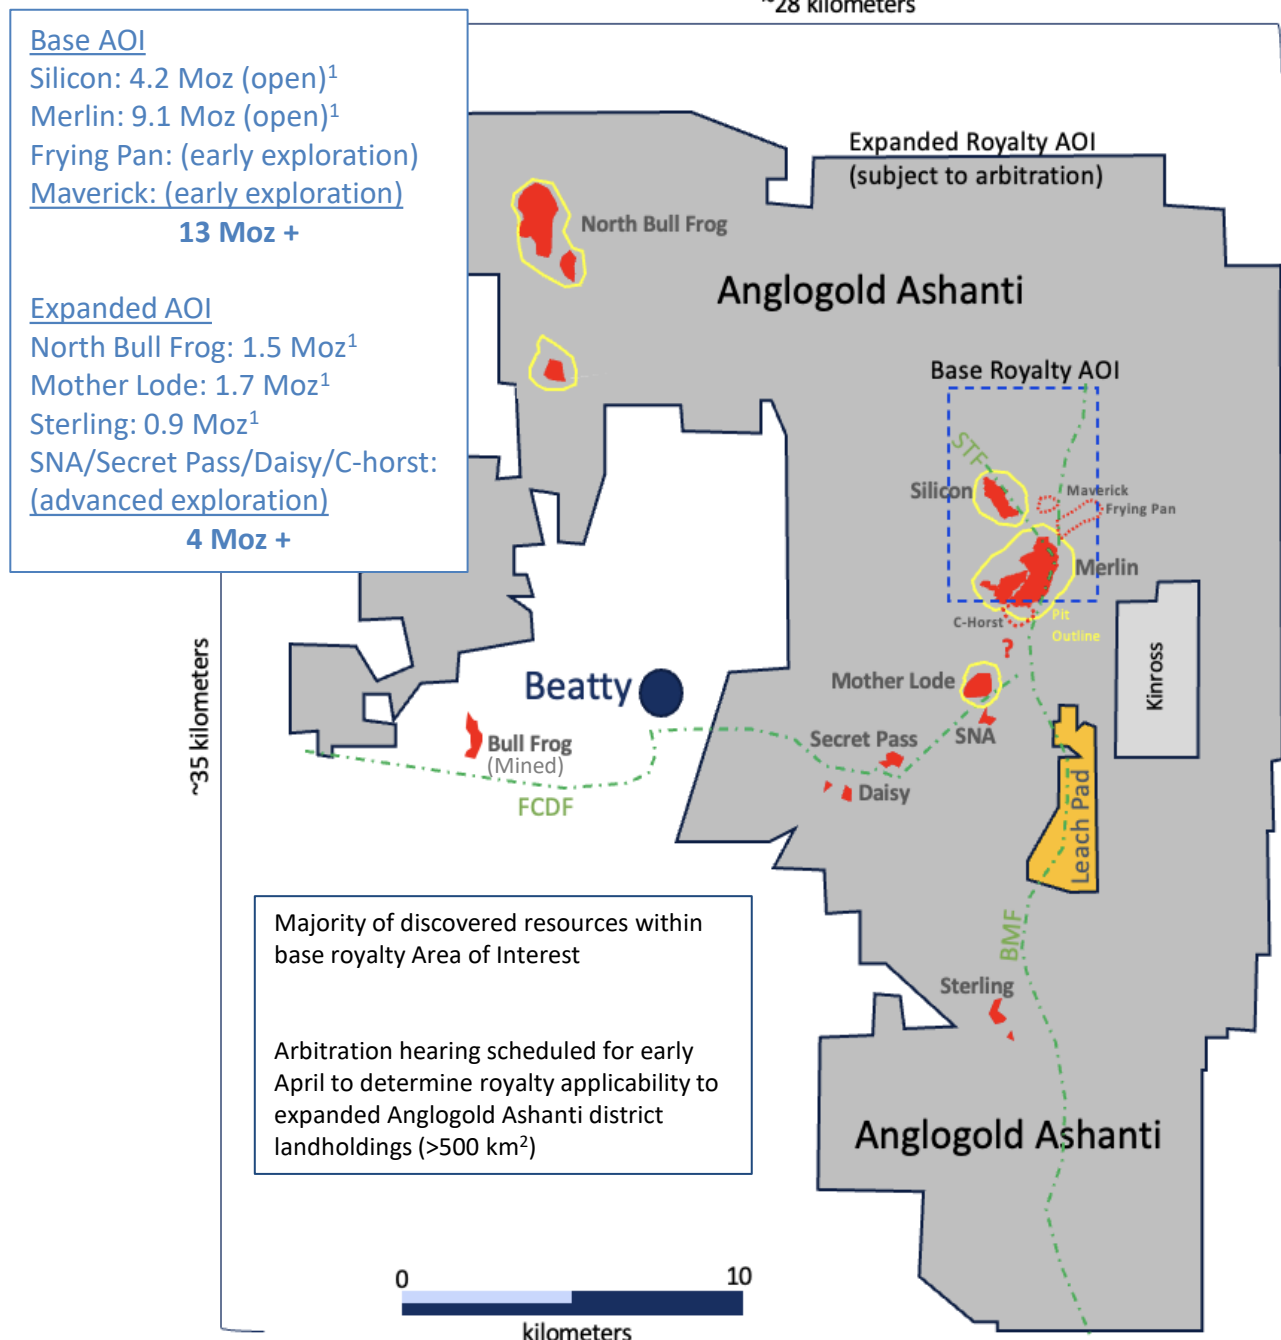 ~28 kilometers
Base AOI
Silicon: 4.2 Moz (open)¹
Merlin: 9.1 Moz (open)¹
Frying Pan: (early exploration)
Maverick: (early exploration)
13 Moz +
Expanded AOI
North Bull Frog: 1.5 Moz¹
Mother Lode: 1.7 Moz¹
Sterling: 0.9 Moz¹
SNA/Secret Pass/Daisy/C-horst:
(advanced exploration)
4 Moz +
Expanded Royalty AOI
(subject to arbitration)
North Bull Frog
Anglogold Ashanti
Base Royalty AOI
STF
Silicon
Maverick
Frying Pan
Merlin
C-Horst
Pit
Outline
?
Kinross
~35 kilometers
Beatty
Mother Lode
SNA
Secret Pass
Daisy
Bull Frog
(Mined)
FCDF
Leach Pad
BMF
Majority of discovered resources within
base royalty Area of Interest
Arbitration hearing scheduled for early
April to determine royalty applicability to
expanded Anglogold Ashanti district
landholdings (>500 km²)
Sterling
Anglogold Ashanti
0
10
kilometers